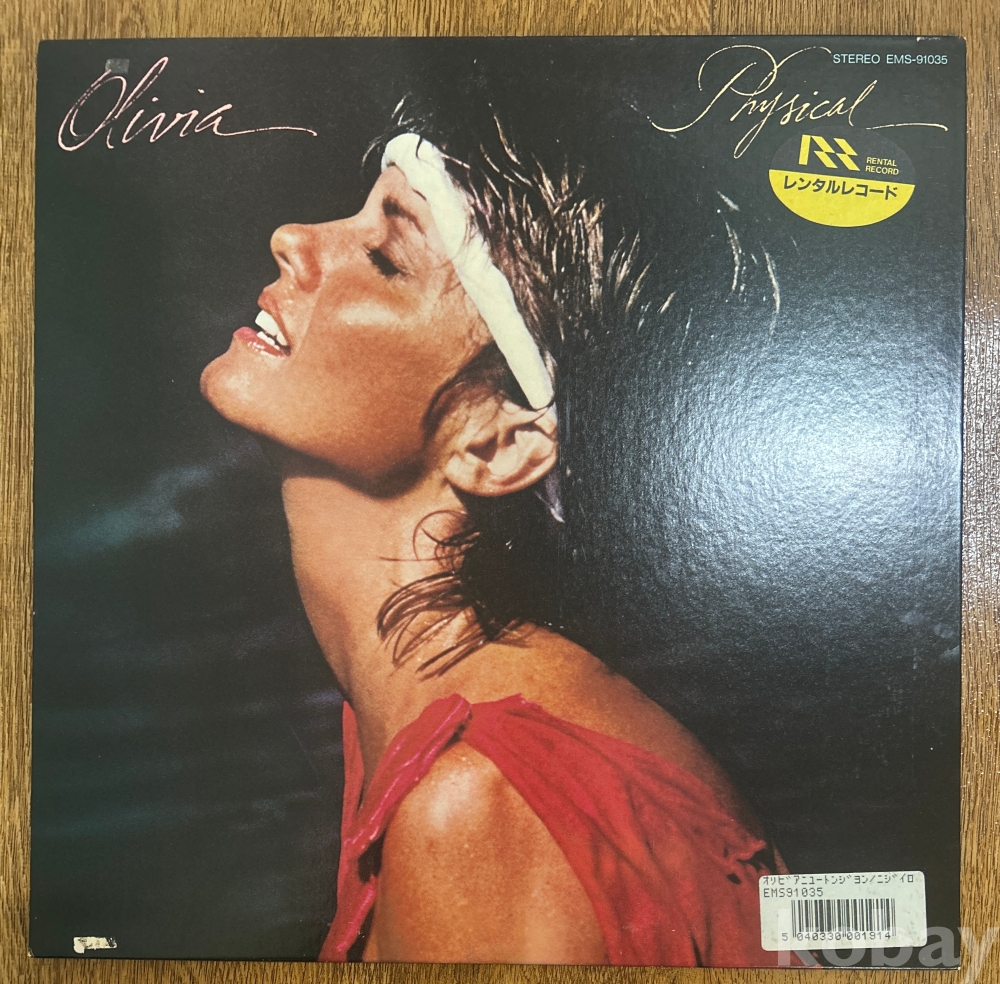 Olivia
Physical
STEREO EMS-91035
RR
RENTAL
RECORD
レンタルレコード
オリビアニュートンジョン/ニジイロ
EMS91035
5 040330 001914
kobay